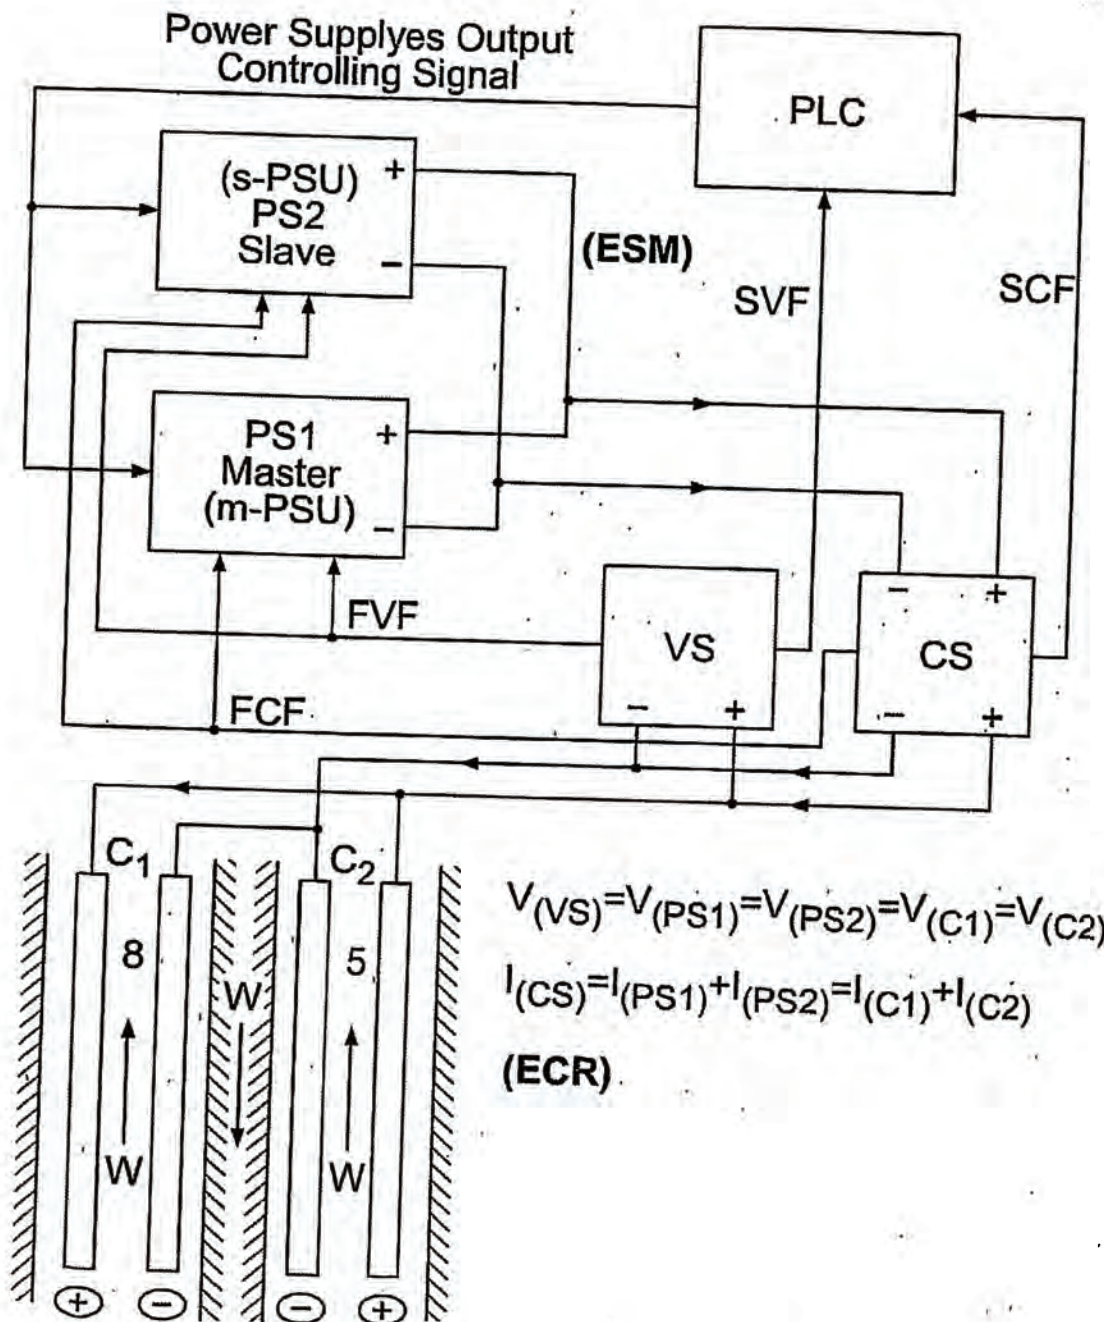 Power Supplyes Output
Controlling Signal
PLC
(s-PSU)
PS2
Slave
+
−
(ESM)
SVF
SCF
PS1
Master
(m-PSU)
+
−
FVF
VS
− +
− +
CS
− +
FCF
C1
C2
8
5
W
W
W
+ − − +
V(VS)=V(PS1)=V(PS2)=V(C1)=V(C2)
I(CS)=I(PS1)+I(PS2)=I(C1)+I(C2)
(ECR)